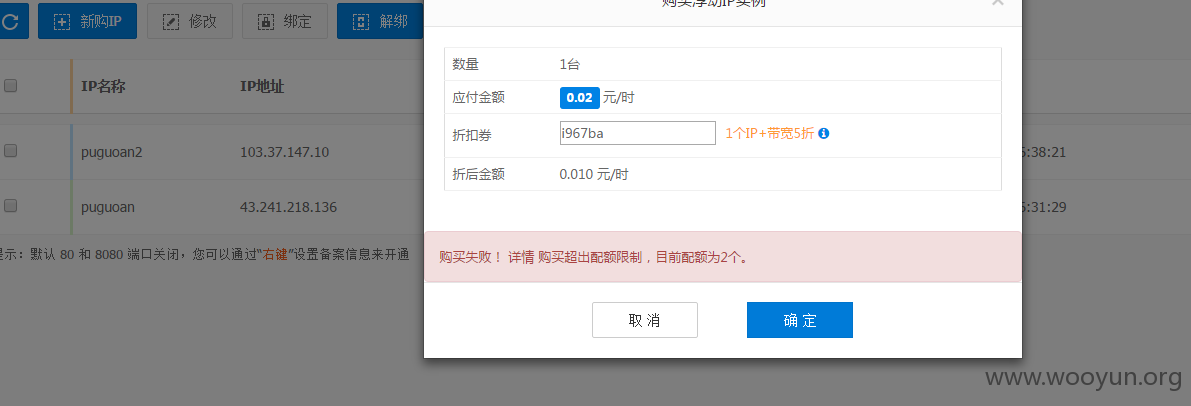 购买浮动IP实例
新购IP 修改 绑定 解绑
数量 1台
IP名称 IP地址
应付金额 0.02 元/时
折扣券 i967ba 1个IP+带宽5折
puguoan2 103.37.147.10 :38:21
折后金额 0.010 元/时
puguoan 43.241.218.136 :31:29
提示：默认 80 和 8080 端口关闭，您可以通过“右键”设置备案信息来开通
购买失败！ 详情 购买超出配额限制，目前配额为2个。
取 消 确 定
www.wooyun.org